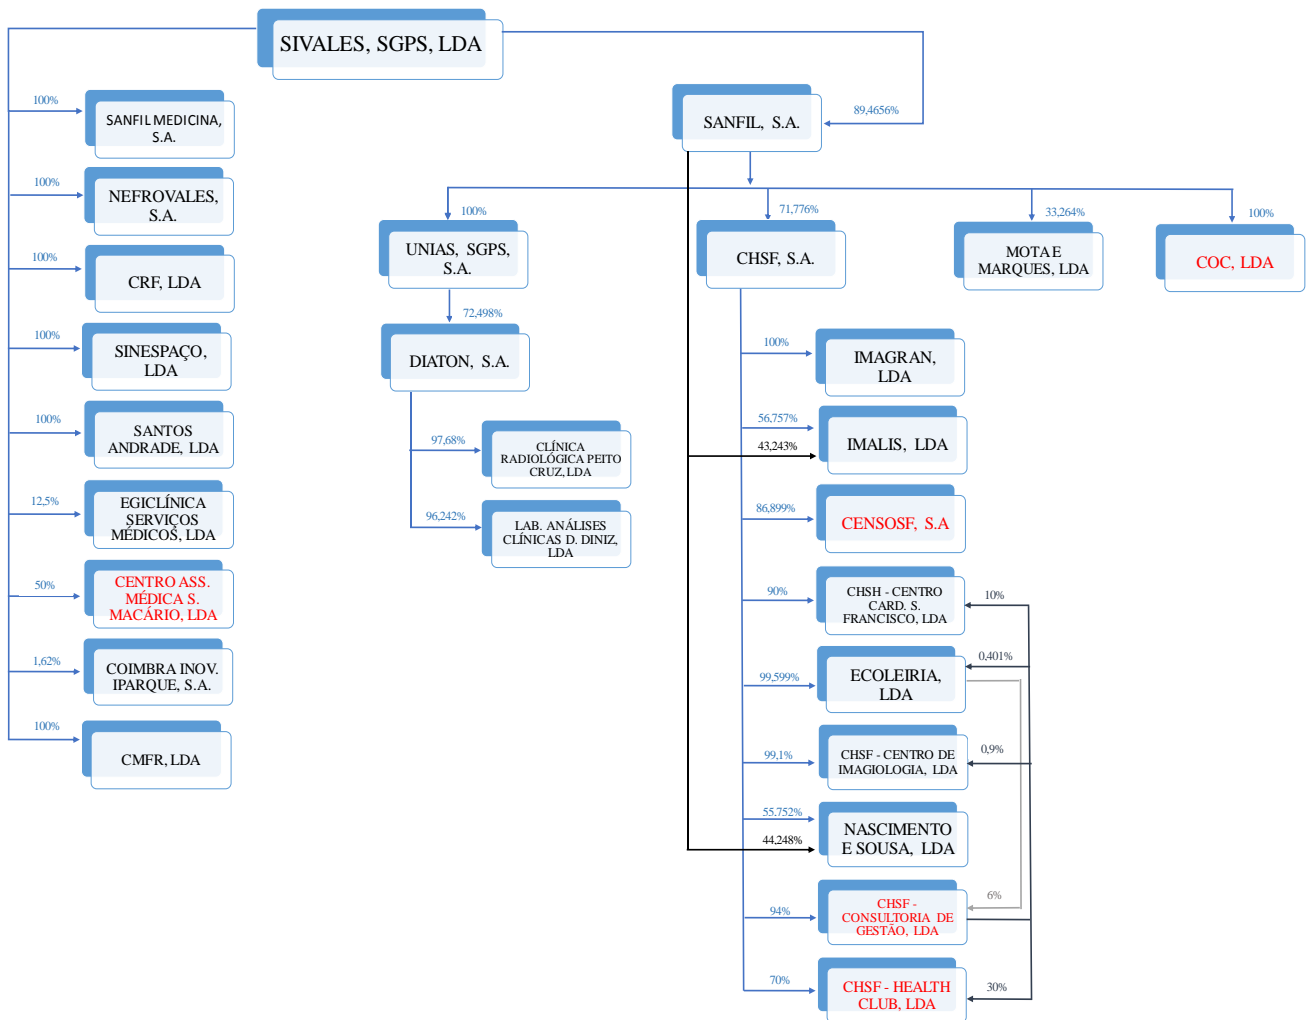 SIVALES, SGPS, LDA
100%
SANFIL MEDICINA,
S.A.
100%
NEFROVALES,
S.A.
100%
CRF, LDA
100%
SINESPAÇO,
LDA
100%
SANTOS
ANDRADE, LDA
12,5%
EGICLÍNICA
SERVIÇOS
MÉDICOS, LDA
50%
CENTRO ASS.
MÉDICA S.
MACÁRIO, LDA
1,62%
COIMBRA INOV.
IPARQUE, S.A.
100%
CMFR, LDA
89,4656%
SANFIL, S.A.
100%
UNIAS, SGPS,
S.A.
72,498%
DIATON, S.A.
97,68%
CLÍNICA
RADIOLÓGICA PEITO
CRUZ, LDA
96,242%
LAB. ANÁLISES
CLÍNICAS D. DINIZ,
LDA
71,776%
CHSF, S.A.
33,264%
MOTA E
MARQUES, LDA
100%
COC, LDA
100%
IMAGRAN,
LDA
56,757%
43,243%
IMALIS, LDA
86,899%
CENSOSF, S.A
90%
CHSH - CENTRO
CARD. S.
FRANCISCO, LDA
10%
99,599%
ECOLEIRIA,
LDA
0,401%
99,1%
CHSF - CENTRO DE
IMAGIOLOGIA, LDA
0,9%
55.752%
44,248%
NASCIMENTO
E SOUSA, LDA
94%
CHSF -
CONSULTORIA DE
GESTÃO, LDA
6%
70%
CHSF - HEALTH
CLUB, LDA
30%